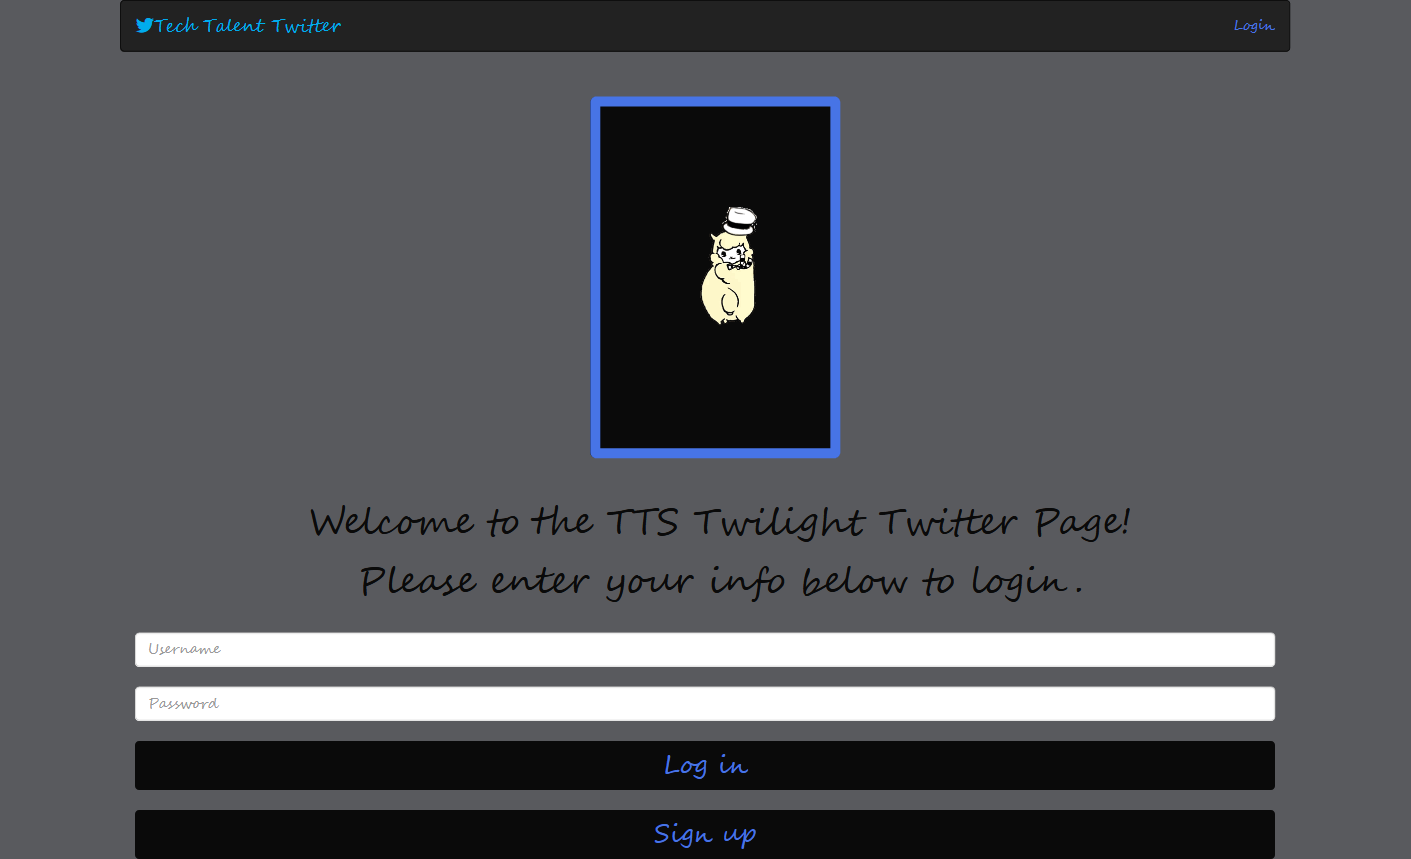 Tech Talent Twitter
Login
Welcome to the TTS Twilight Twitter Page!
Please enter your info below to login.
Username
Password
Log in
Sign up